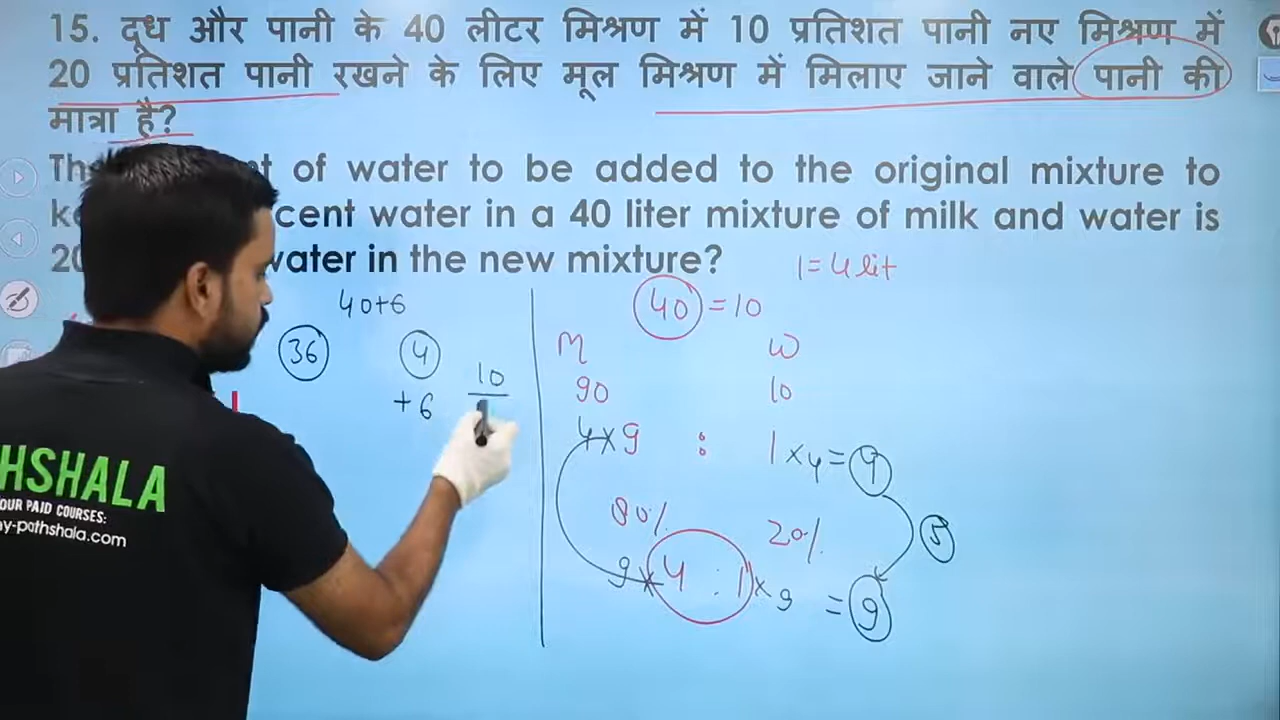 15. दूध और पानी के 40 लीटर मिश्रण में 10 प्रतिशत पानी नए मिश्रण में
20 प्रतिशत पानी रखने के लिए मूल मिश्रण में मिलाए जाने वाले पानी की
मात्रा है?
of water to be added to the original mixture to
cent water in a 40 liter mixture of milk and water is
20 water in the new mixture?
1=4lit
40+6
40=10
36 4
+6
10
M W
90 10
4×9 : 1×4=4
80% 20%
5
9×4 : 1×9 =9
HSHALA
OUR PAID COURSES:
y-pathshala.com